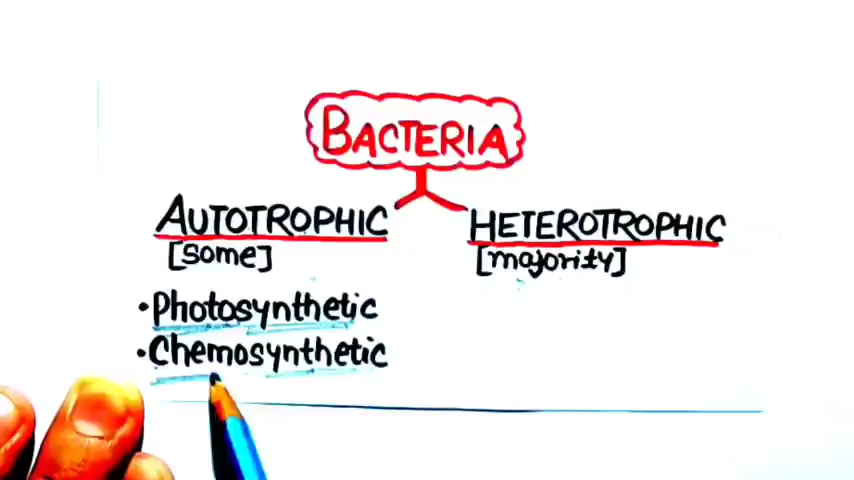 BACTERIA
AUTOTROPHIC
[some]
HETEROTROPHIC
[majority]
• Photosynthetic
• Chemosynthetic